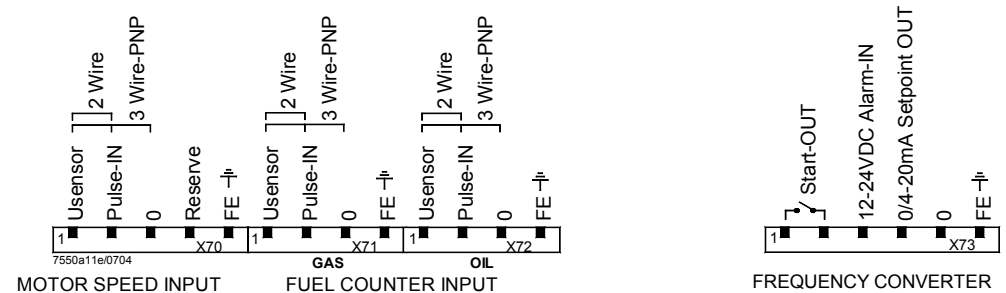 2 Wire
3 Wire-PNP
2 Wire
3 Wire-PNP
2 Wire
3 Wire-PNP
Usensor
Pulse-IN
0
Reserve
FE
Usensor
Pulse-IN
0
FE
Usensor
Pulse-IN
0
FE
Start-OUT
12-24VDC Alarm-IN
0/4-20mA Setpoint OUT
0
FE
1
X70
1
X71
1
X72
1
X73
7550a11e/0704
GAS
OIL
MOTOR SPEED INPUT
FUEL COUNTER INPUT
FREQUENCY CONVERTER